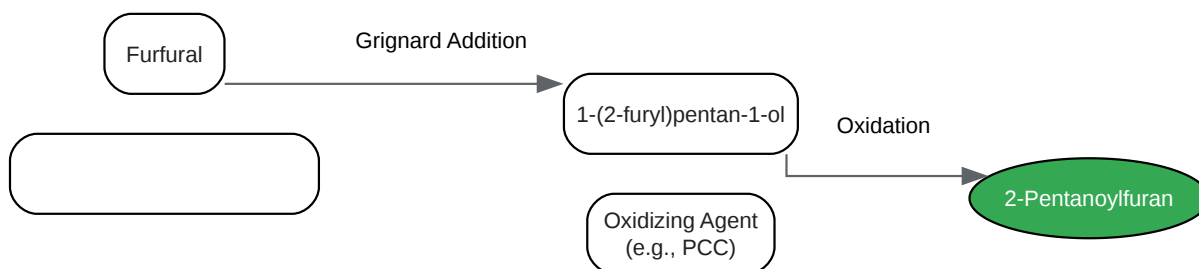 Furfural
Grignard Addition
1-(2-furyl)pentan-1-ol
Oxidation
2-Pentanoylfuran
Oxidizing Agent
(e.g., PCC)